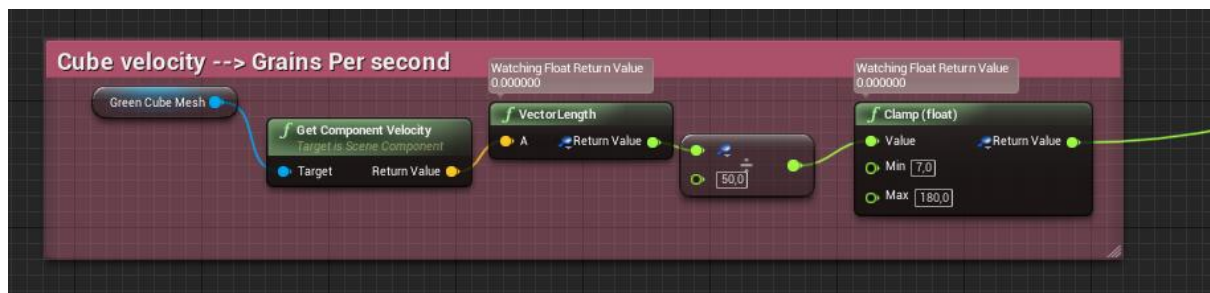 Cube velocity --> Grains Per second
Green Cube Mesh
f Get Component Velocity
Target is Scene Component
Target Return Value
Watching Float Return Value
0.000000
f VectorLength
A Return Value
÷
50,0
Watching Float Return Value
0.000000
f Clamp (float)
Value Return Value
Min 7,0
Max 180,0